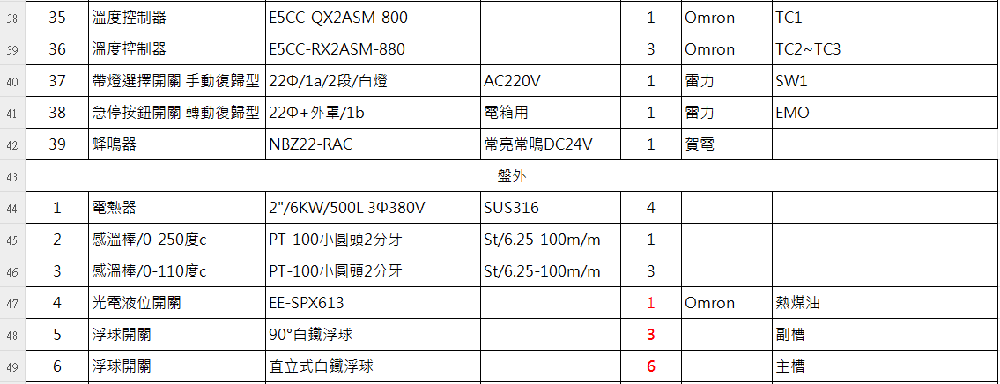 38 35 溫度控制器 E5CC-QX2ASM-800 1 Omron TC1
39 36 溫度控制器 E5CC-RX2ASM-880 3 Omron TC2~TC3
40 37 帶燈選擇開關 手動復歸型 22Φ/1a/2段/白燈 AC220V 1 雷力 SW1
41 38 急停按鈕開關 轉動復歸型 22Φ+外罩/1b 電箱用 1 雷力 EMO
42 39 蜂鳴器 NBZ22-RAC 常亮常鳴DC24V 1 賀電
43 盤外
44 1 電熱器 2"/6KW/500L 3Φ380V SUS316 4
45 2 感溫棒/0-250度c PT-100小圓頭2分牙 St/6.25-100m/m 1
46 3 感溫棒/0-110度c PT-100小圓頭2分牙 St/6.25-100m/m 3
47 4 光電液位開關 EE-SPX613 1 Omron 熱煤油
48 5 浮球開關 90°白鐵浮球 3 副槽
49 6 浮球開關 直立式白鐵浮球 6 主槽